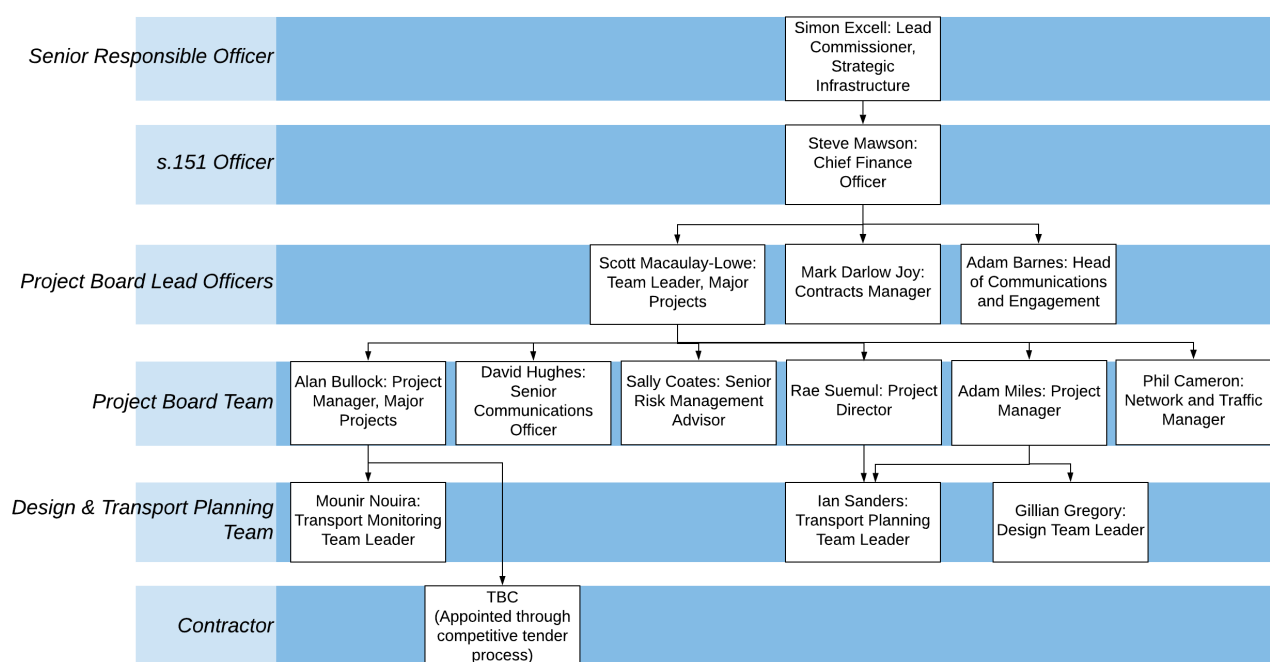 Senior Responsible Officer
Simon Excell: Lead
Commissioner,
Strategic
Infrastructure
s.151 Officer
Steve Mawson:
Chief Finance
Officer
Project Board Lead Officers
Scott Macaulay-Lowe:
Team Leader, Major
Projects
Mark Darlow Joy:
Contracts Manager
Adam Barnes: Head
of Communications
and Engagement
Project Board Team
Alan Bullock: Project
Manager, Major
Projects
David Hughes:
Senior
Communications
Officer
Sally Coates: Senior
Risk Management
Advisor
Rae Suemul: Project
Director
Adam Miles: Project
Manager
Phil Cameron:
Network and Traffic
Manager
Design & Transport Planning
Team
Mounir Nouira:
Transport Monitoring
Team Leader
Ian Sanders:
Transport Planning
Team Leader
Gillian Gregory:
Design Team Leader
Contractor
TBC
(Appointed through
competitive tender
process)